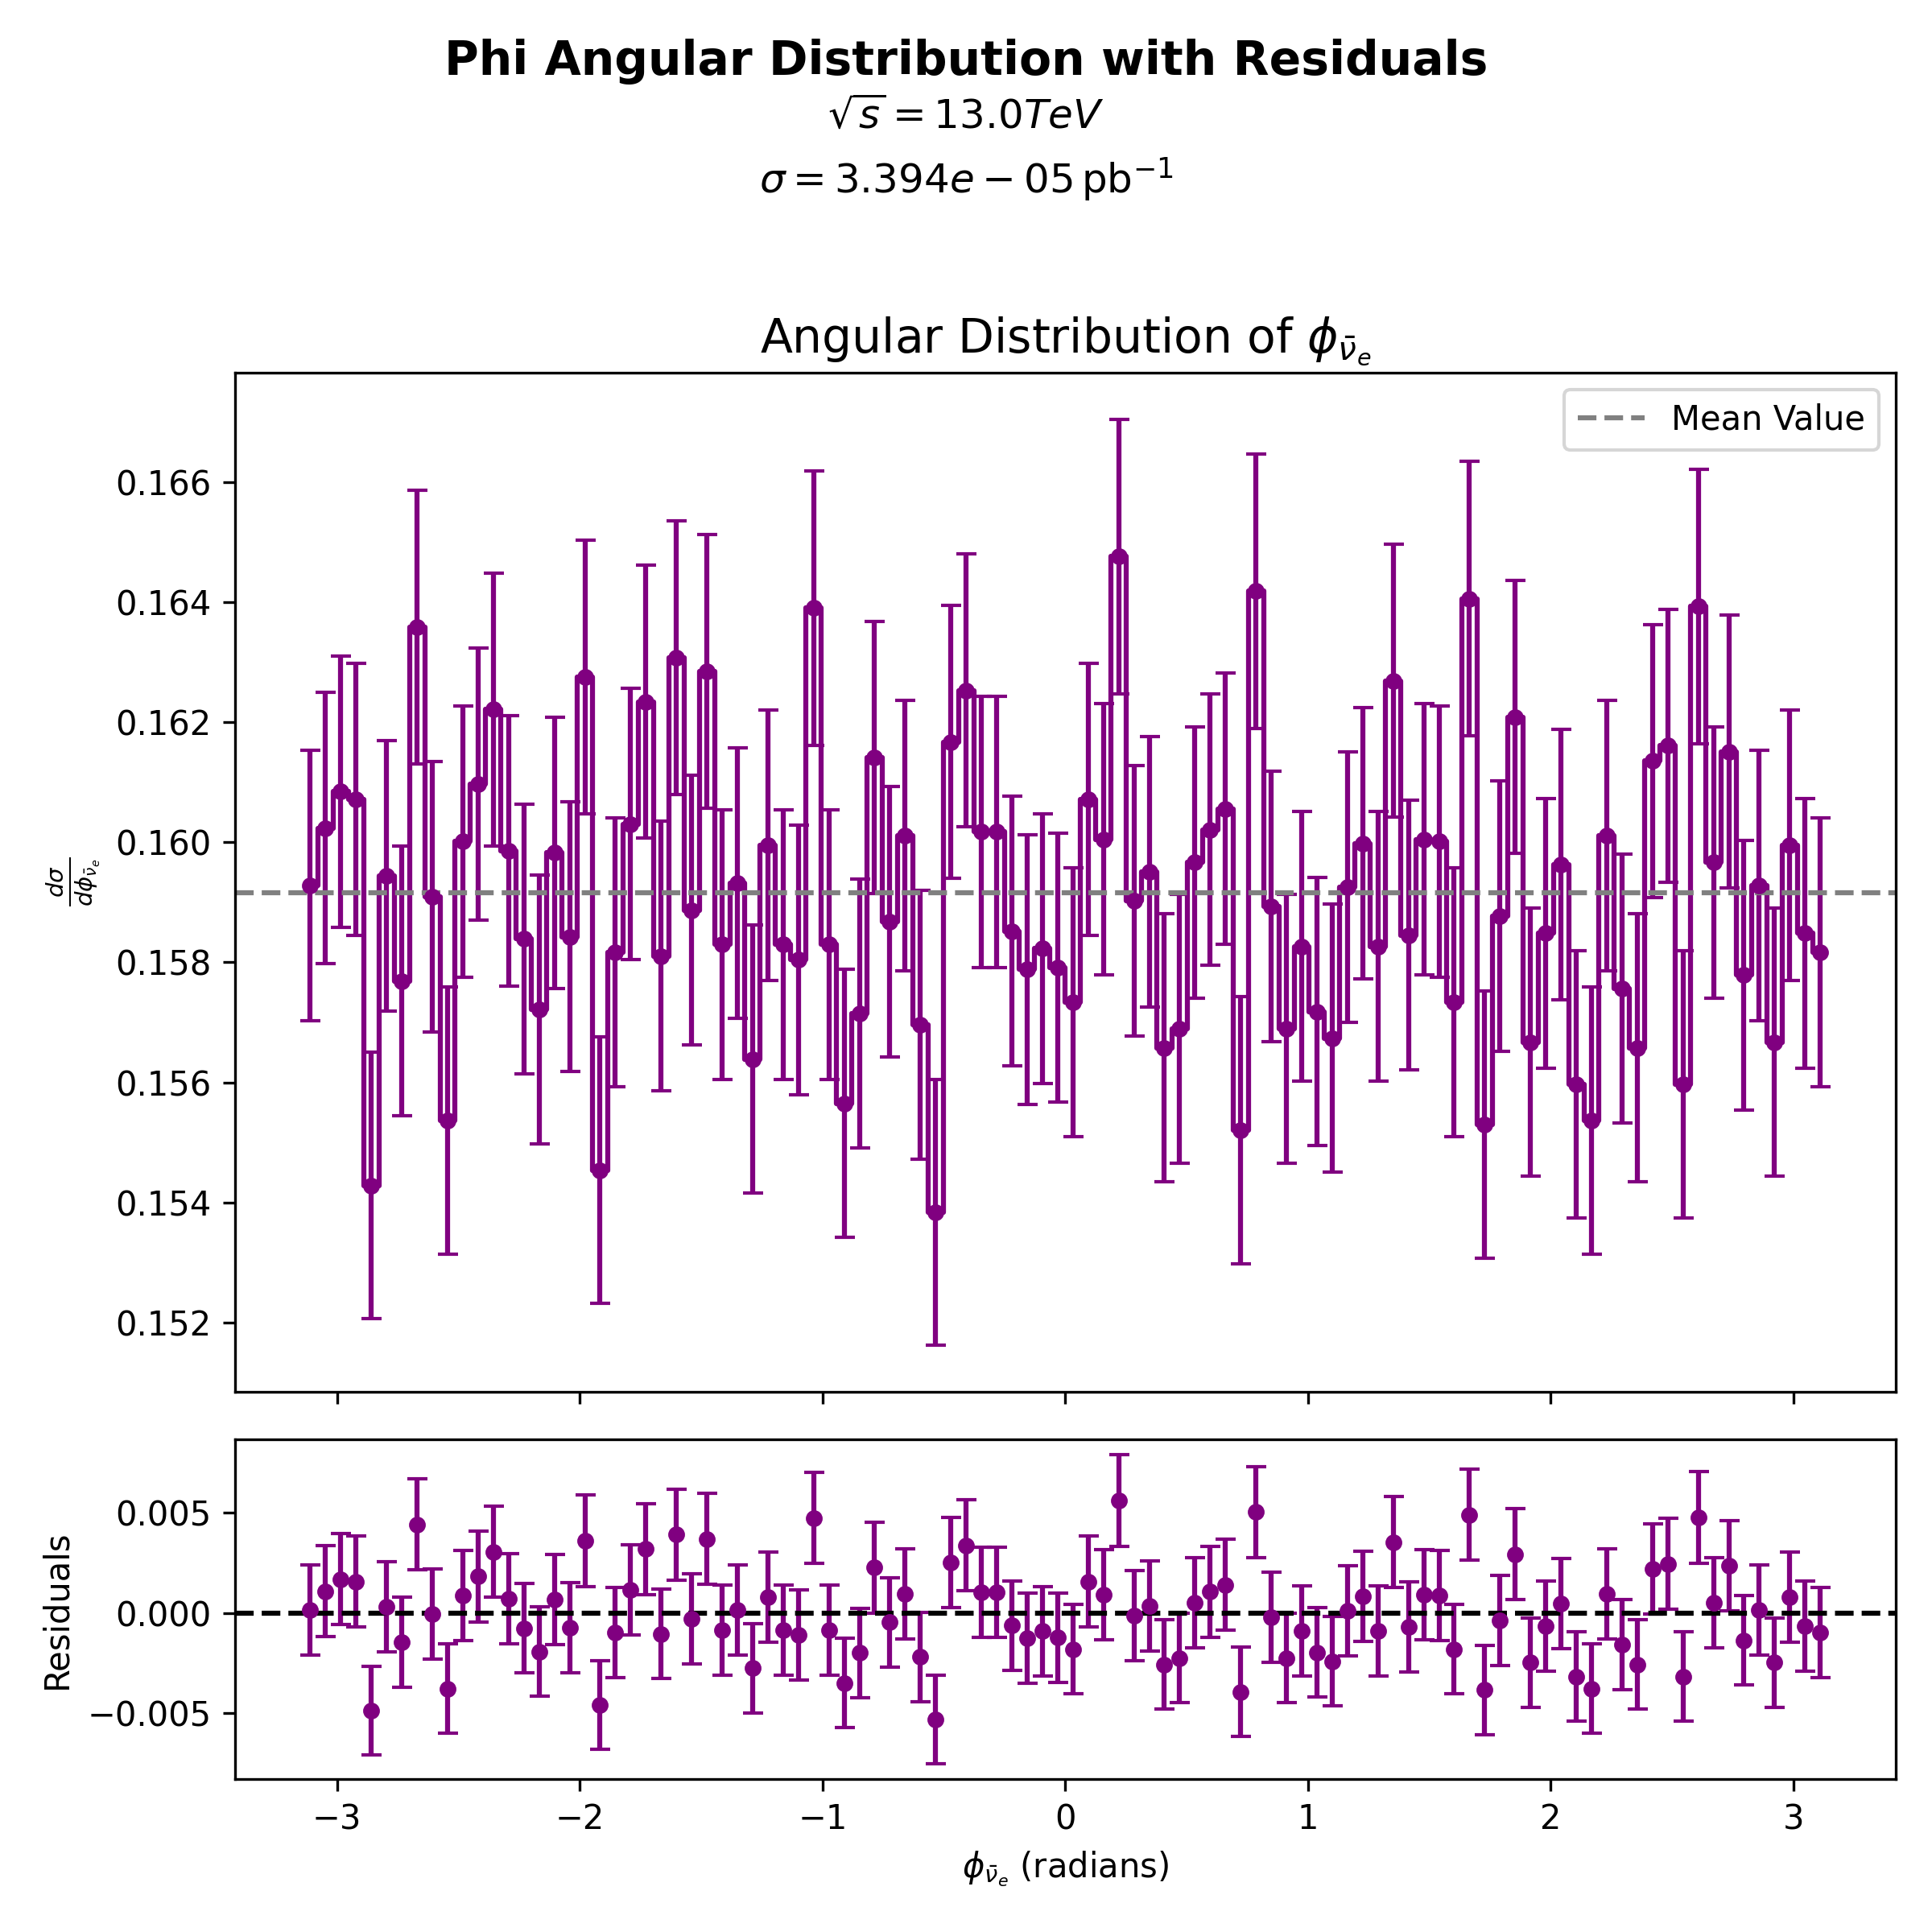 Phi Angular Distribution with Residuals
√s = 13.0TeV
σ = 3.394e − 05 pb⁻¹
Angular Distribution of ϕ_ν̄ₑ
Mean Value
0.166
0.164
0.162
0.160
0.158
0.156
0.154
0.152
dσ/dϕ_ν̄ₑ
0.005
0.000
−0.005
Residuals
−3 −2 −1 0 1 2 3
ϕ_ν̄ₑ (radians)